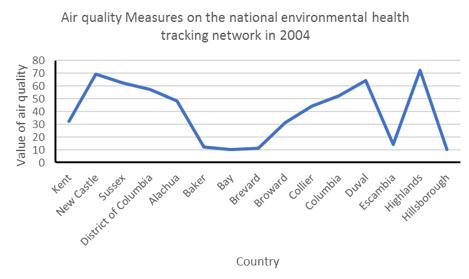 Air quality Measures on the national environmental health
tracking network in 2004
Value of air quality
80
70
60
50
40
30
20
10
0
Kent
New Castle
Sussex
District of Columbia
Alachua
Baker
Bay
Brevard
Broward
Collier
Columbia
Duval
Escambia
Highlands
Hillsborough
Country